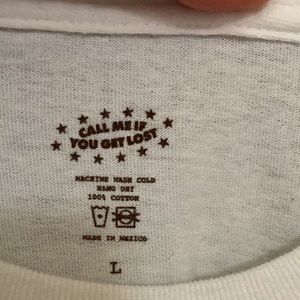 CALL ME IF
YOU GET LOST
MACHINE WASH COLD
HANG DRY
100% COTTON
MADE IN MEXICO
L